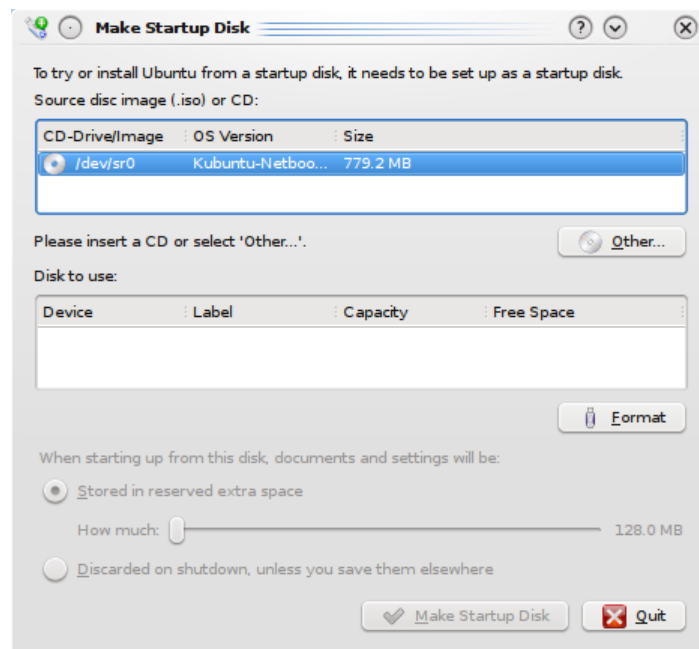 Make Startup Disk
To try or install Ubuntu from a startup disk, it needs to be set up as a startup disk.
Source disc image (.iso) or CD:
CD-Drive/Image OS Version Size
/dev/sr0 Kubuntu-Netboo... 779.2 MB
Please insert a CD or select 'Other...'. Other...
Disk to use:
Device Label Capacity Free Space
Format
When starting up from this disk, documents and settings will be:
Stored in reserved extra space
How much: 128.0 MB
Discarded on shutdown, unless you save them elsewhere
Make Startup Disk Quit